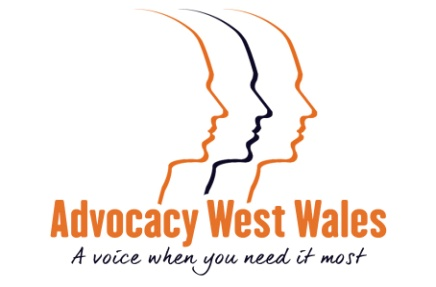 Advocacy West Wales
A voice when you need it most